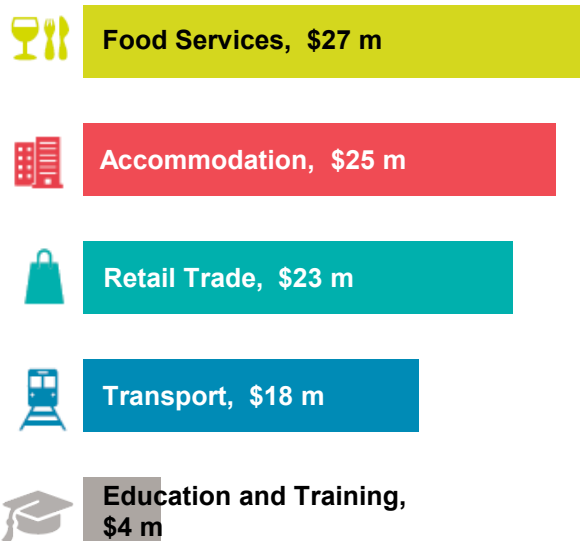 Food Services,  $27 m
Accommodation,  $25 m
Retail Trade,  $23 m
Transport,  $18 m
Education and Training,
$4 m